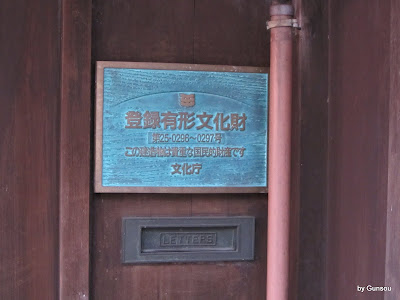 登録有形文化財
第25-0296~0297号
この建造物は貴重な国民的財産です
文化庁
LETTERS
by Gunsou